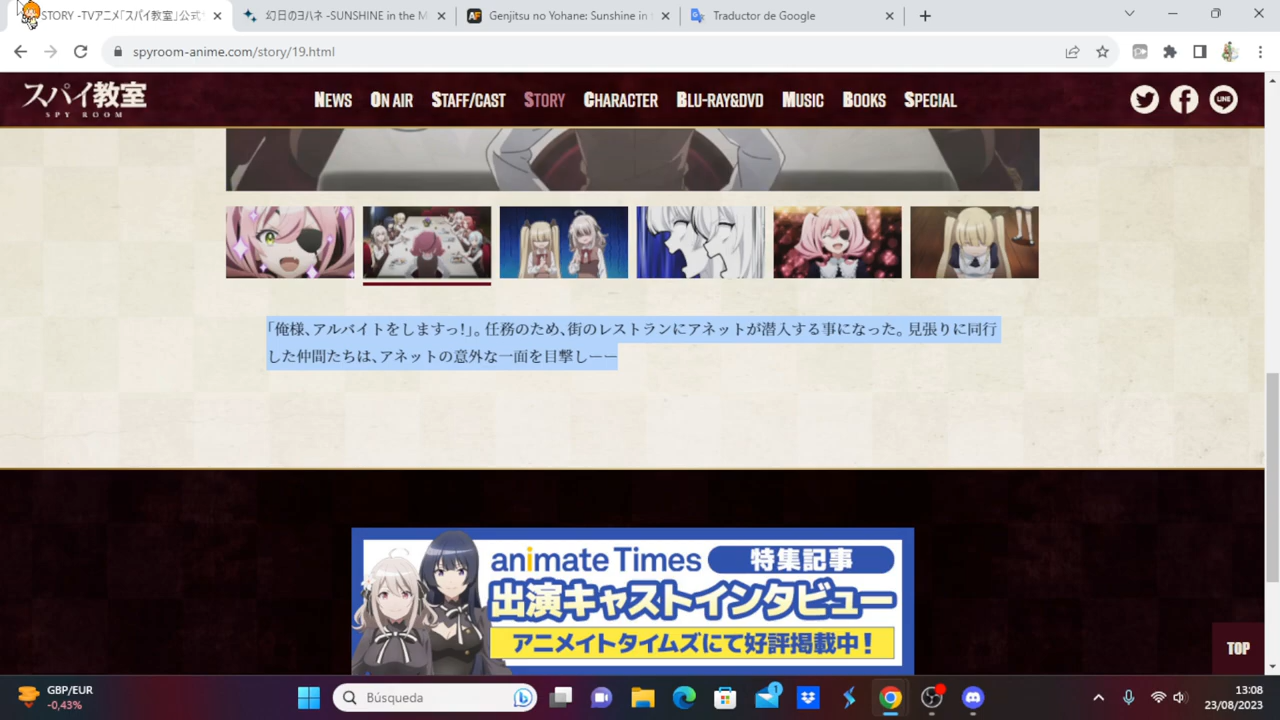 STORY -TVアニメ「スパイ教室」公式
幻日のヨハネ -SUNSHINE in the M
Genjitsu no Yohane: Sunshine in
Traductor de Google
spyroom-anime.com/story/19.html
スパイ教室
SPY ROOM
NEWS
ON AIR
STAFF/CAST
STORY
CHARACTER
BLU-RAY&DVD
MUSIC
BOOKS
SPECIAL
LINE
「俺様、アルバイトをしますっ!」。任務のため、街のレストランにアネットが潜入する事になった。見張りに同行
した仲間たちは、アネットの意外な一面を目撃しーー
animate Times 特集記事
出演キャストインタビュー
アニメイトタイムズにて好評掲載中!
TOP
GBP/EUR
-0,43%
Búsqueda
1
13:08
23/08/2023